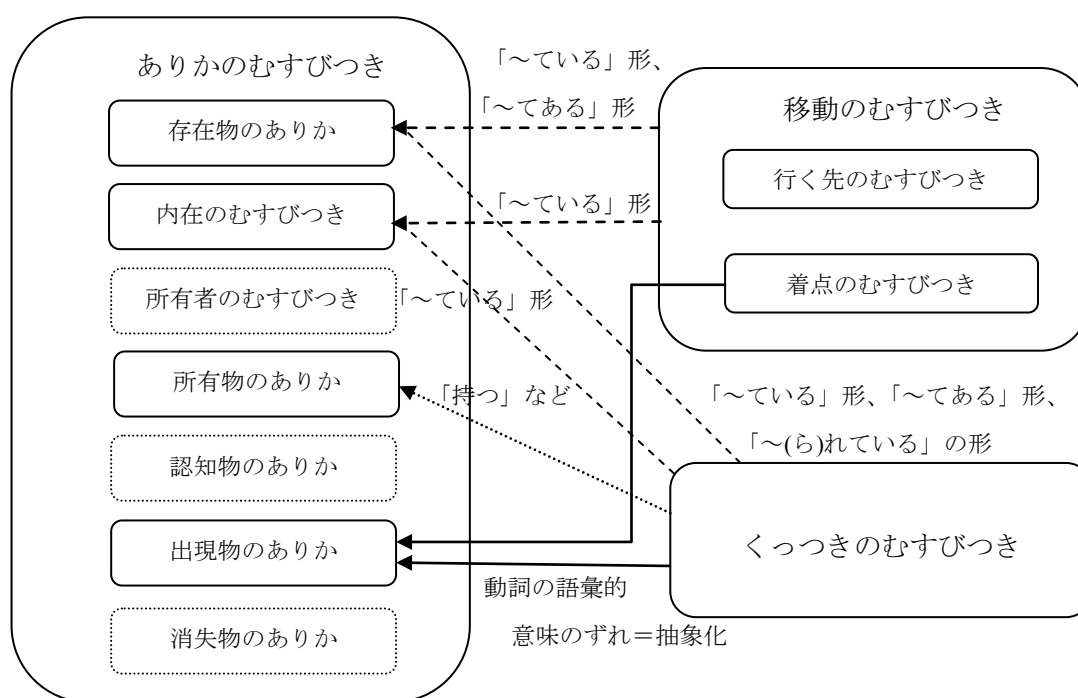 ありかのむすびつき
存在物のありか
内在のむすびつき
所有者のむすびつき
所有物のありか
認知物のありか
出現物のありか
消失物のありか
「～ている」形、
「～てある」形
「～ている」形
「～ている」形
「持つ」など
移動のむすびつき
行く先のむすびつき
着点のむすびつき
「～ている」形、「～てある」形、
「～(ら)れている」の形
くっつきのむすびつき
動詞の語彙的
意味のずれ＝抽象化